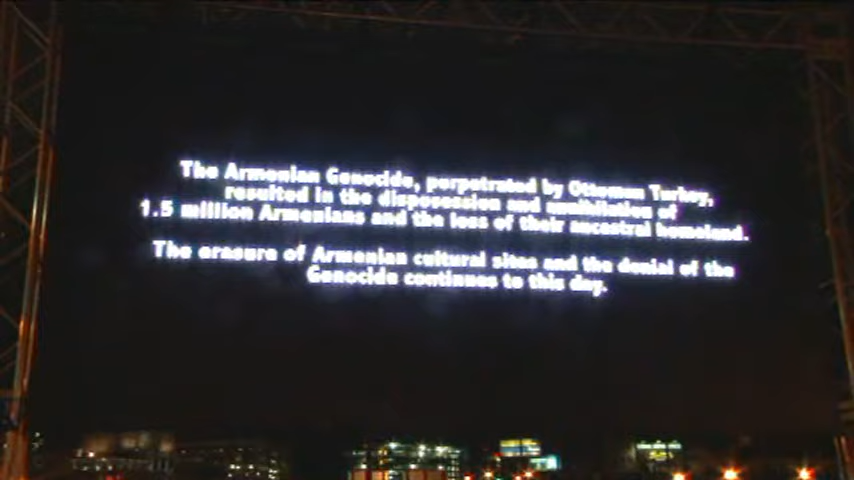 The Armenian Genocide, perpetrated by Ottoman Turkey,
resulted in the dispossession and annihilation of
1.5 million Armenians and the loss of their ancestral homeland.
The erasure of Armenian cultural sites and the denial of the
Genocide continues to this day.